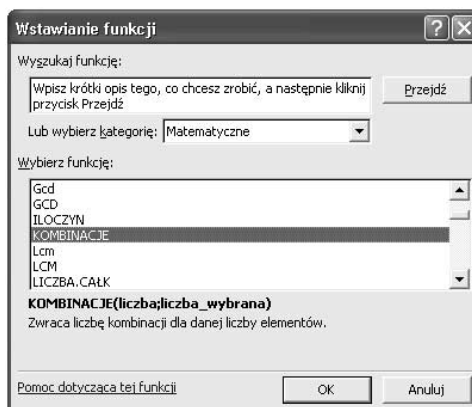 Wstawianie funkcji
Wyszukaj funkcję:
Wpisz krótki opis tego, co chcesz zrobić, a następnie kliknij
przycisk Przejdź
Przejdź
Lub wybierz kategorię: Matematyczne
Wybierz funkcję:
Gcd
GCD
ILOCZYN
KOMBINACJE
Lcm
LCM
LICZBA.CAŁK
KOMBINACJE(liczba;liczba_wybrana)
Zwraca liczbę kombinacji dla danej liczby elementów.
Pomoc dotycząca tej funkcji
OK
Anuluj